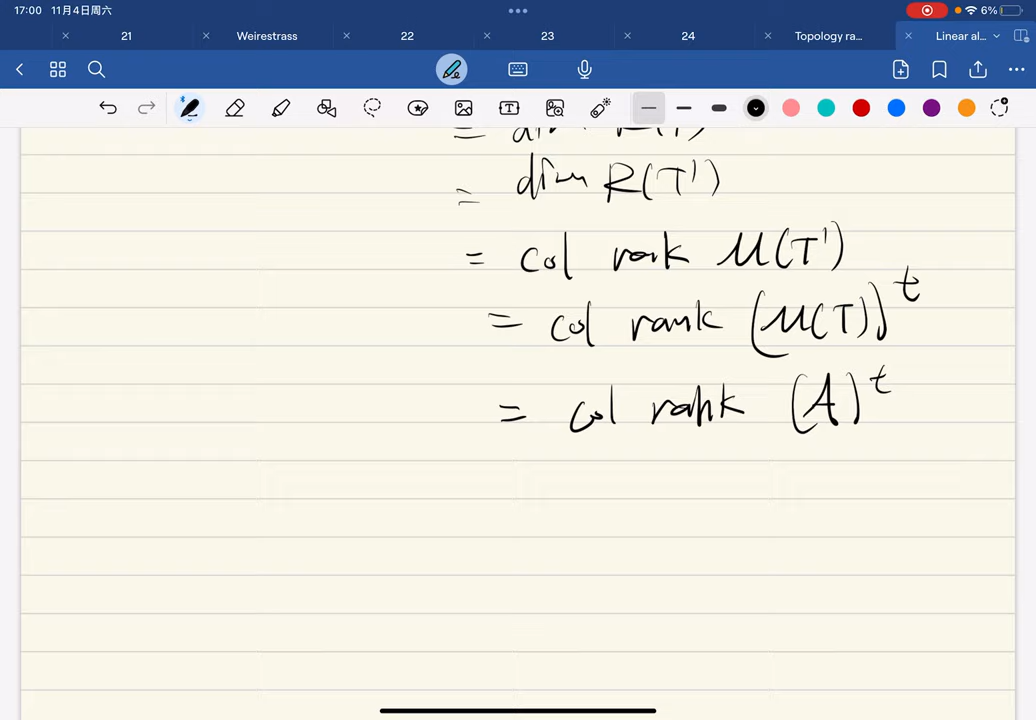 17:00 11月4日周六 6%
21 Weirestrass 22 23 24 Topology ra... Linear al...
= dim R(T)
= dim R(T')
= col rank M(T')
= col rank (M(T))^t
= col rank (A)^t